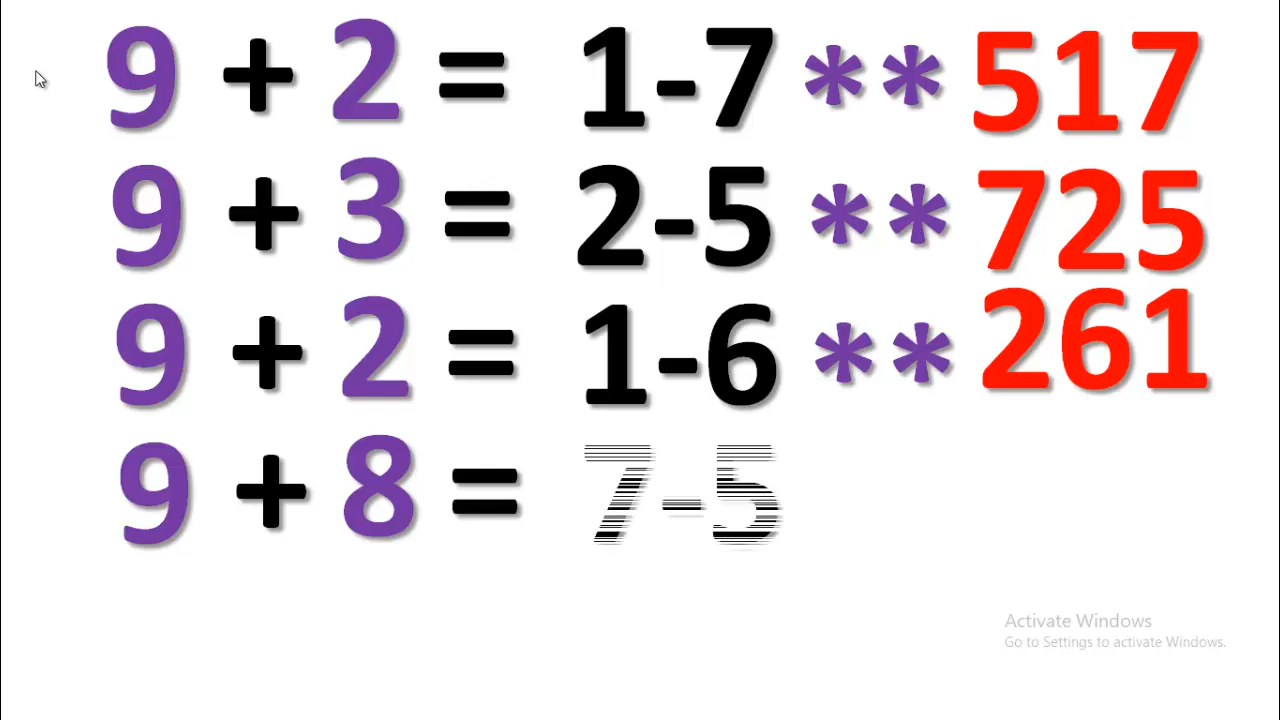 9 + 2 = 1-7 ** 517
9 + 3 = 2-5 ** 725
9 + 2 = 1-6 ** 261
9 + 8 = 7-5
Activate Windows
Go to Settings to activate Windows.